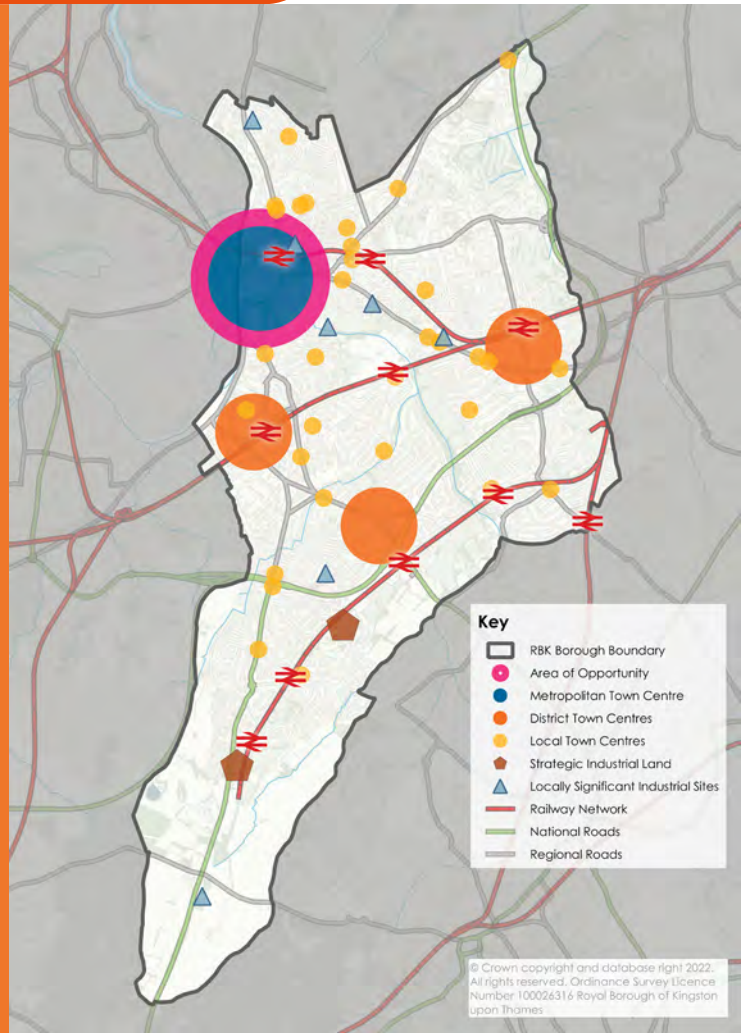 Key
RBK Borough Boundary
Area of Opportunity
Metropolitan Town Centre
District Town Centres
Local Town Centres
Strategic Industrial Land
Locally Significant Industrial Sites
Railway Network
National Roads
Regional Roads
© Crown copyright and database right 2022.
All rights reserved. Ordinance Survey Licence
Number 100026316 Royal Borough of Kingston
upon Thames